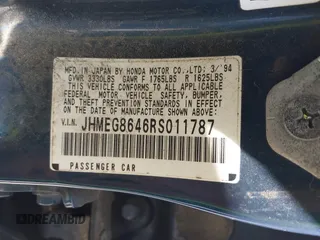 MFD. IN JAPAN BY HONDA MOTOR CO., LTD. 3/'94
GVWR 3330LBS GAWR F 1765LBS R 1625LBS
THIS VEHICLE CONFORMS TO ALL APPLICABLE
FEDERAL MOTOR VEHICLE SAFETY, BUMPER,
AND THEFT PREVENTION STANDARDS IN EFFECT ON
THE DATE OF MANUFACTURE SHOWN ABOVE.
V.I.N. JHMEG8646RS011787
PASSENGER CAR
DREAMBID